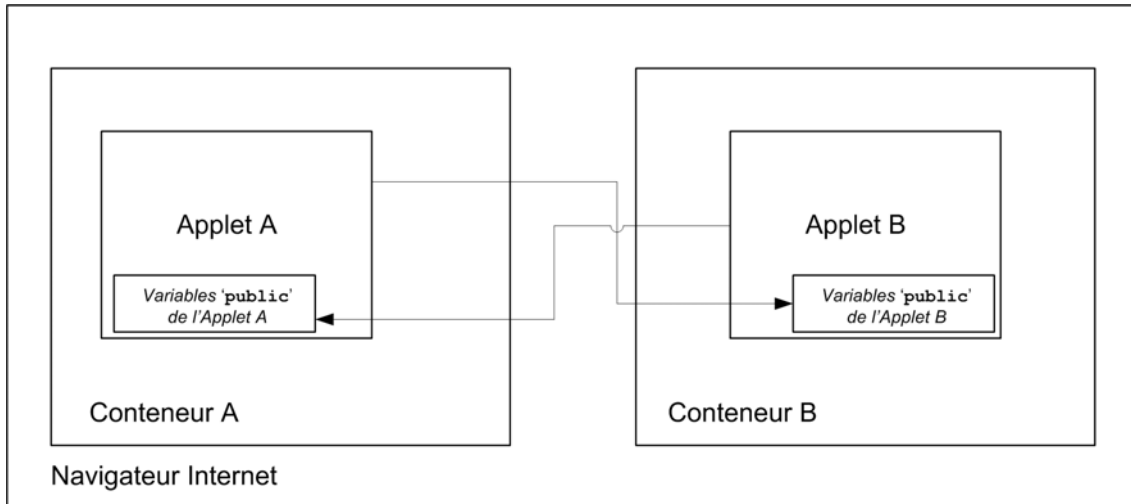 Applet A
Variables ‘public’
de l’Applet A
Conteneur A
Applet B
Variables ‘public’
de l’Applet B
Conteneur B
Navigateur Internet